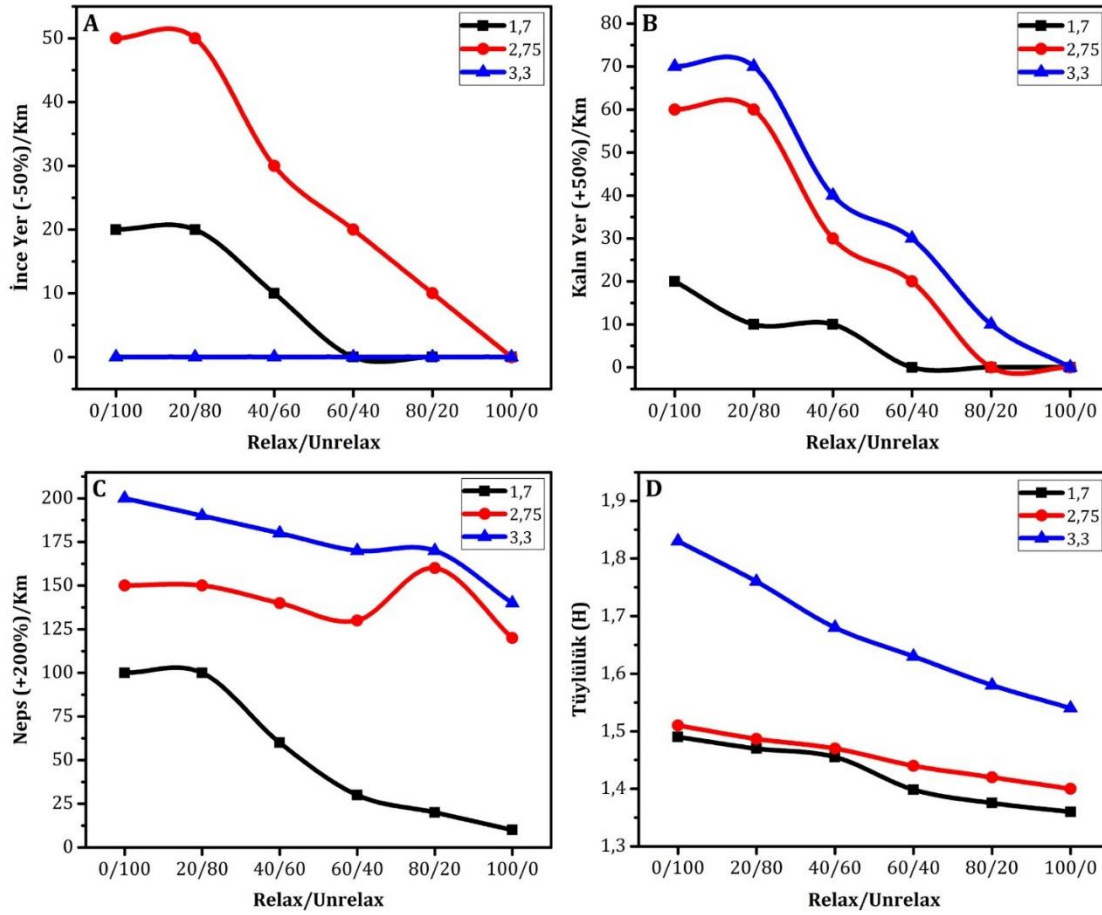 A
1,7
2,75
3,3
İnce Yer (-50%)/Km
50
40
30
20
10
0
0/100 20/80 40/60 60/40 80/20 100/0
Relax/Unrelax
B
1,7
2,75
3,3
Kalın Yer (+50%)/Km
80
70
60
50
40
30
20
10
0
0/100 20/80 40/60 60/40 80/20 100/0
Relax/Unrelax
C
1,7
2,75
3,3
Neps (+200%)/Km
200
175
150
125
100
75
50
25
0
0/100 20/80 40/60 60/40 80/20 100/0
Relax/Unrelax
D
1,7
2,75
3,3
Tüylülük (H)
1,9
1,8
1,7
1,6
1,5
1,4
1,3
0/100 20/80 40/60 60/40 80/20 100/0
Relax/Unrelax